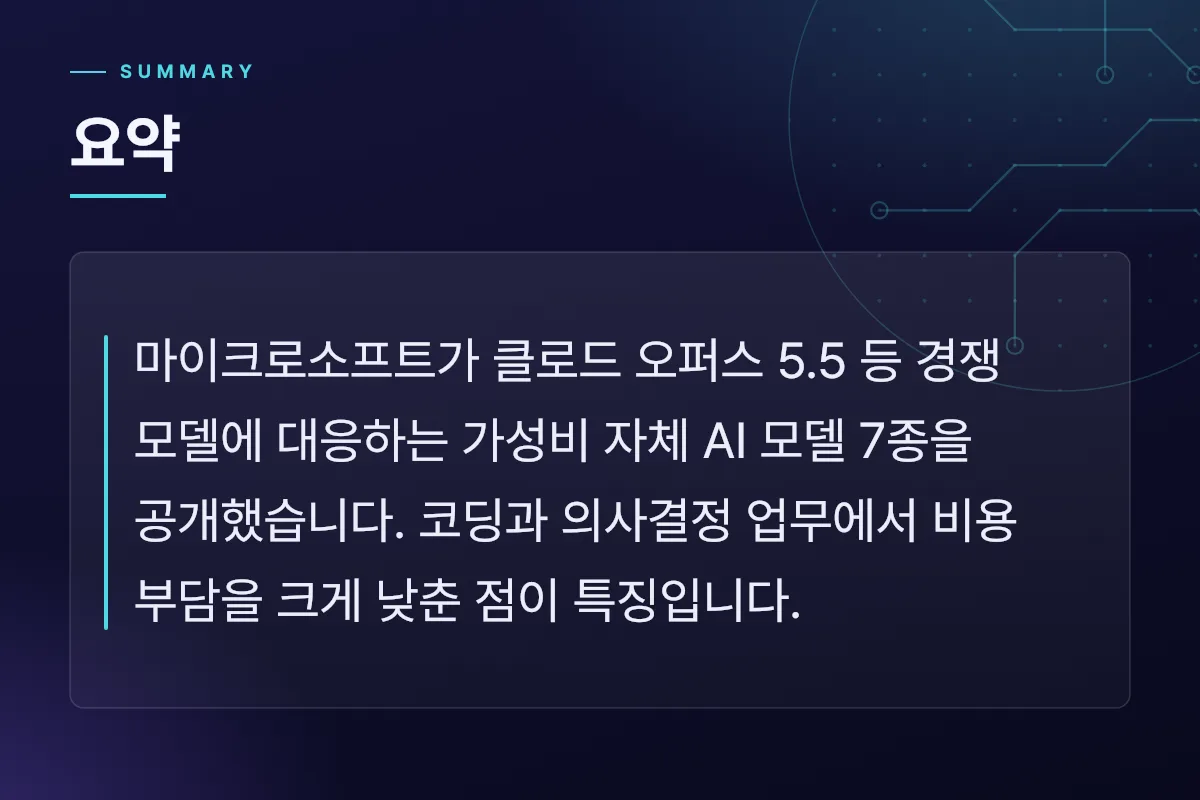 SUMMARY
요약
마이크로소프트가 클로드 오퍼스 5.5 등 경쟁
모델에 대응하는 가성비 자체 AI 모델 7종을
공개했습니다. 코딩과 의사결정 업무에서 비용
부담을 크게 낮춘 점이 특징입니다.